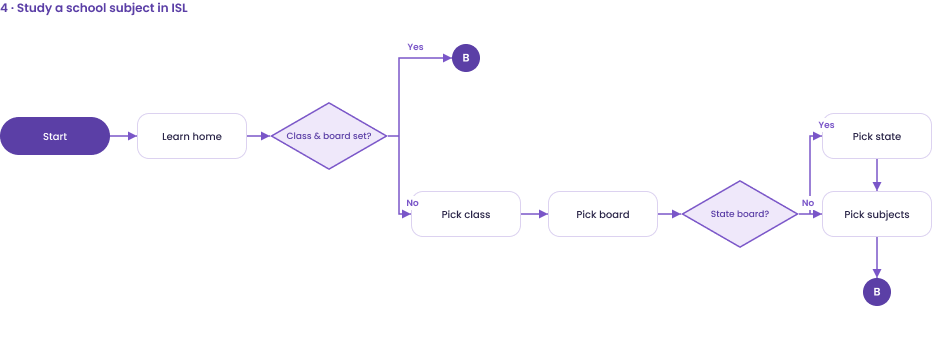 4 · Study a school subject in ISL
Yes
B
Start
Learn home
Class & board set?
Yes
Pick state
No
Pick class
Pick board
State board?
No
Pick subjects
B